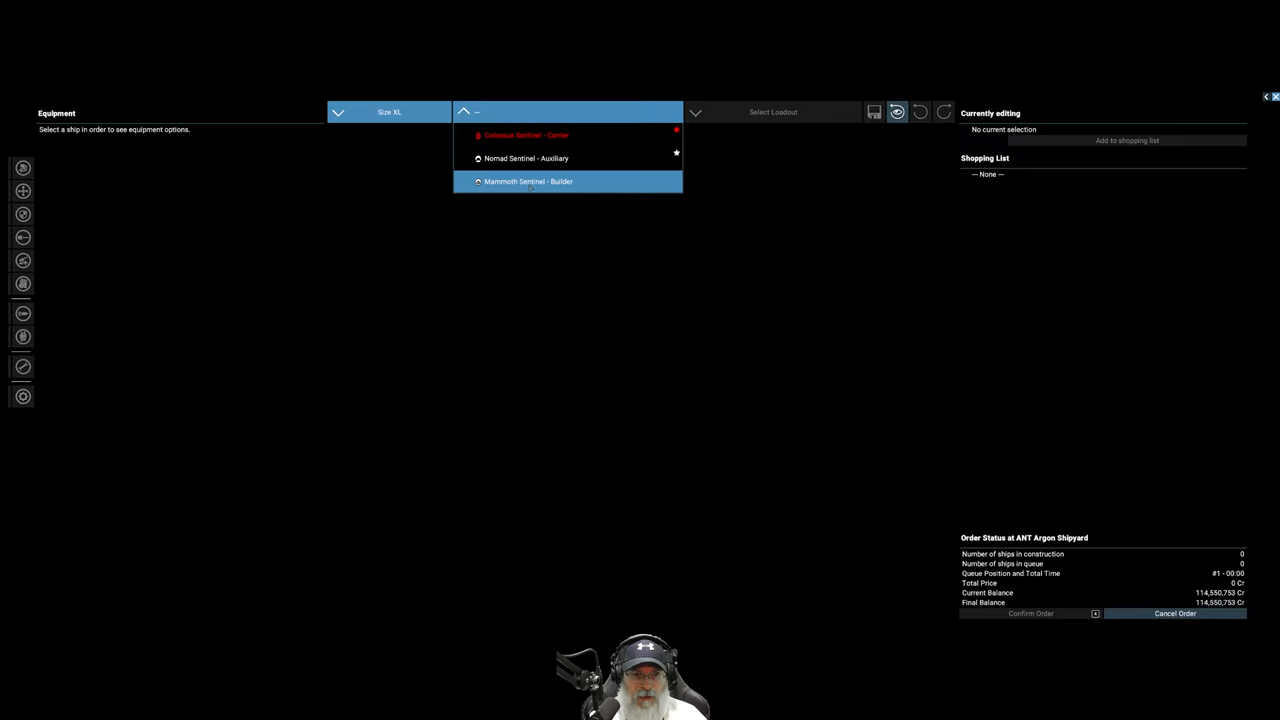 Equipment
Select a ship in order to see equipment options.
Size XL
--
Select Loadout
Colossus Sentinel - Carrier
Nomad Sentinel - Auxiliary
Mammoth Sentinel - Builder
Currently editing
No current selection
Add to shopping list
Shopping List
--- None ---
Order Status at ANT Argon Shipyard
Number of ships in construction 0
Number of ships in queue 0
Queue Position and Total Time #1 - 00:00
Total Price 0 Cr
Current Balance 114,550,753 Cr
Final Balance 114,550,753 Cr
Confirm Order
Cancel Order